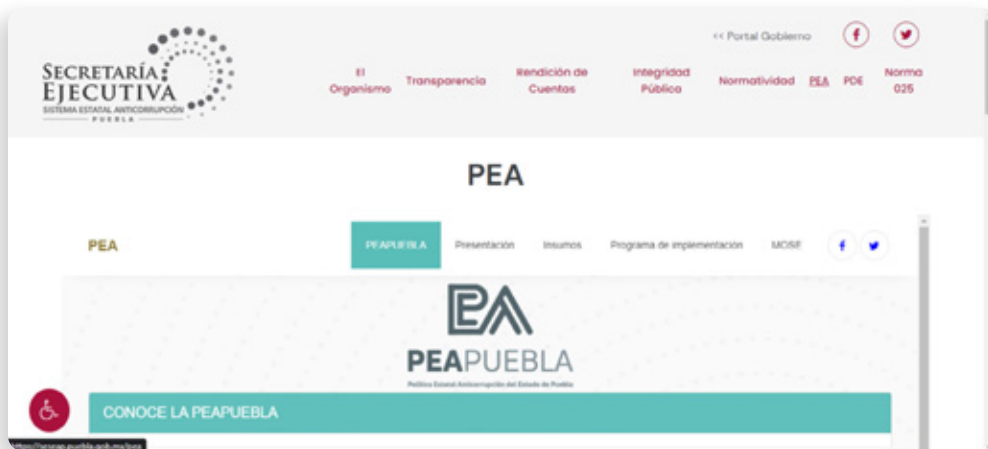 << Portal Gobierno
SECRETARÍA
EJECUTIVA
SISTEMA ESTATAL ANTICORRUPCIÓN
PUEBLA
El Organismo Transparencia Rendición de Cuentas Integridad Pública Normatividad PEA PDE Norma 025
PEA
PEA PEAPUEBLA Presentación Insumos Programa de implementación MOSE
PEAPUEBLA
Política Estatal Anticorrupción del Estado de Puebla
CONOCE LA PEAPUEBLA